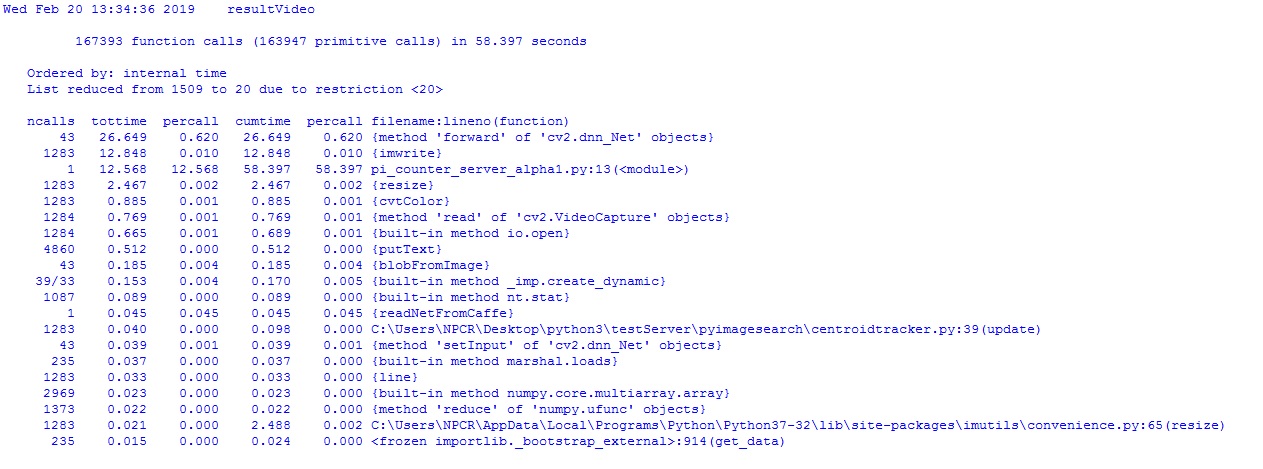 Wed Feb 20 13:34:36 2019    resultVideo
167393 function calls (163947 primitive calls) in 58.397 seconds
Ordered by: internal time
List reduced from 1509 to 20 due to restriction <20>
ncalls  tottime  percall  cumtime  percall filename:lineno(function)
43   26.649    0.620   26.649    0.620 {method 'forward' of 'cv2.dnn_Net' objects}
1283   12.848    0.010   12.848    0.010 {imwrite}
1   12.568   12.568   58.397   58.397 pi_counter_server_alpha1.py:13(<module>)
1283    2.467    0.002    2.467    0.002 {resize}
1283    0.885    0.001    0.885    0.001 {cvtColor}
1284    0.769    0.001    0.769    0.001 {method 'read' of 'cv2.VideoCapture' objects}
1284    0.665    0.001    0.689    0.001 {built-in method io.open}
4860    0.512    0.000    0.512    0.000 {putText}
43    0.185    0.004    0.185    0.004 {blobFromImage}
39/33    0.153    0.004    0.170    0.005 {built-in method _imp.create_dynamic}
1087    0.089    0.000    0.089    0.000 {built-in method nt.stat}
1    0.045    0.045    0.045    0.045 {readNetFromCaffe}
1283    0.040    0.000    0.098    0.000 C:\Users\NPCR\Desktop\python3\testServer\pyimagesearch\centroidtracker.py:39(update)
43    0.039    0.001    0.039    0.001 {method 'setInput' of 'cv2.dnn_Net' objects}
235    0.037    0.000    0.037    0.000 {built-in method marshal.loads}
1283    0.033    0.000    0.033    0.000 {line}
2969    0.023    0.000    0.023    0.000 {built-in method numpy.core.multiarray.array}
1373    0.022    0.000    0.022    0.000 {method 'reduce' of 'numpy.ufunc' objects}
1283    0.021    0.000    2.488    0.002 C:\Users\NPCR\AppData\Local\Programs\Python\Python37-32\lib\site-packages\imutils\convenience.py:65(resize)
235    0.015    0.000    0.024    0.000 <frozen importlib._bootstrap_external>:914(get_data)